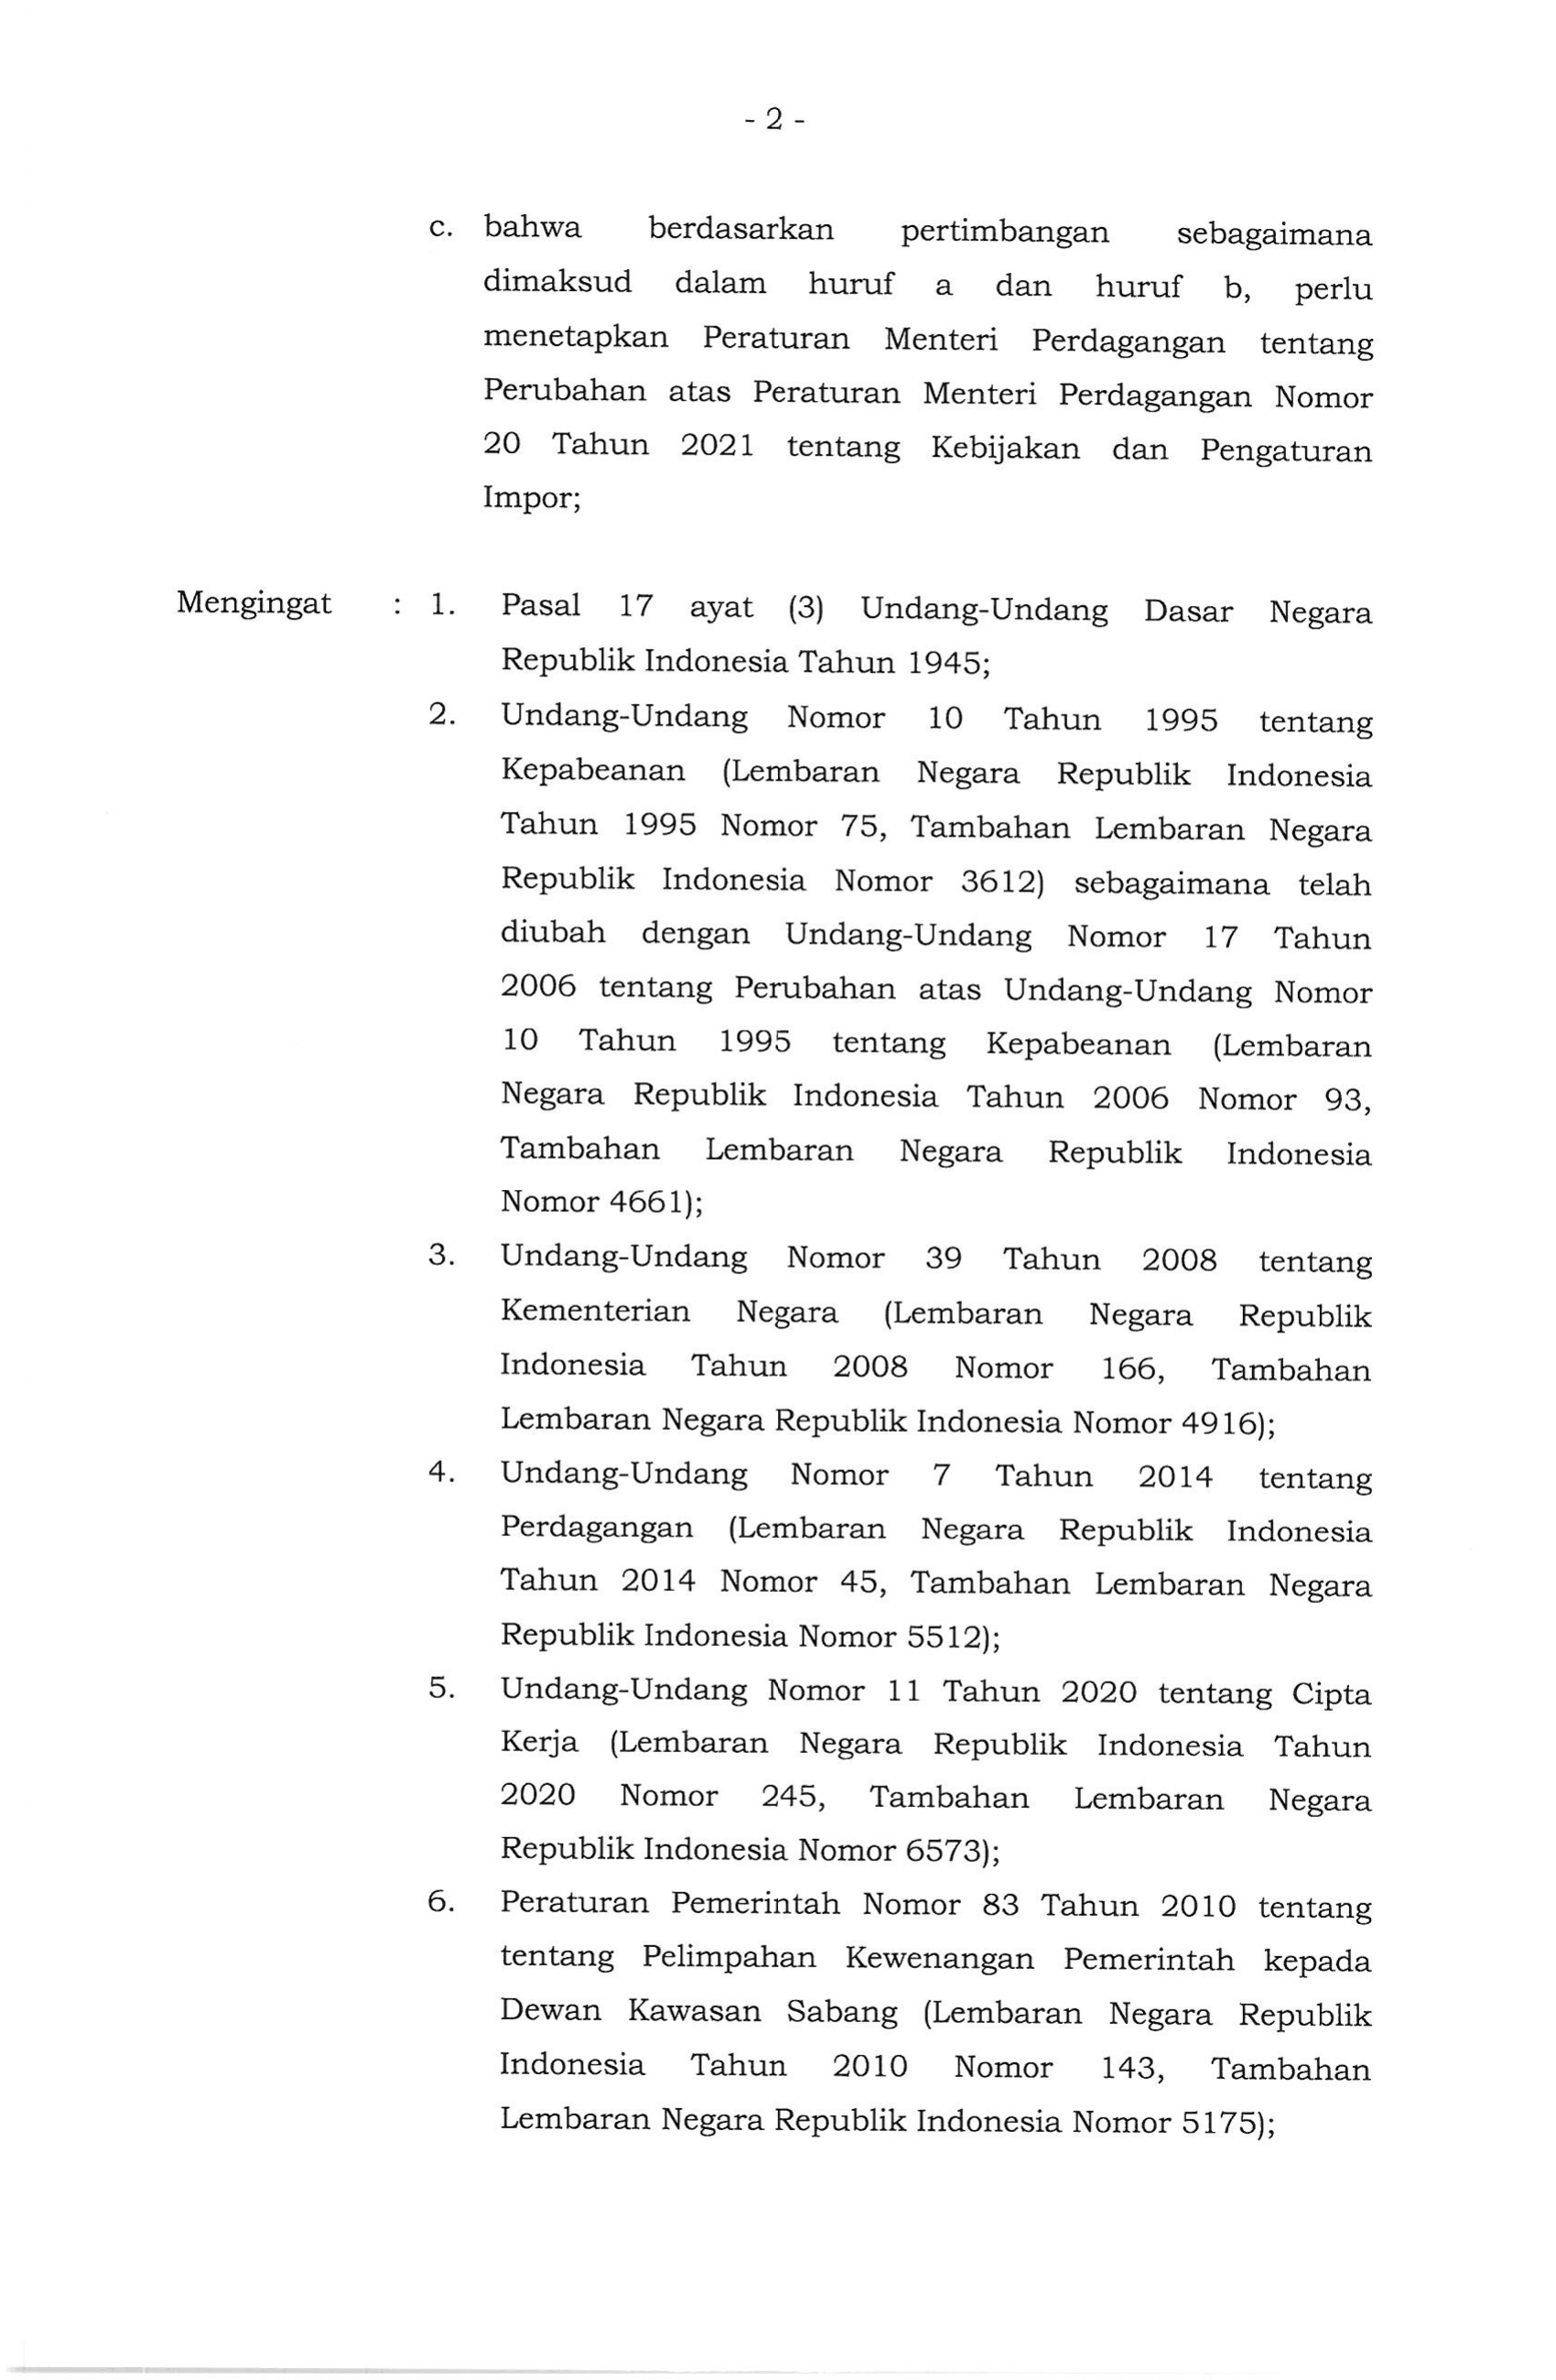 - 2 -
c. bahwa berdasarkan pertimbangan sebagaimana
dimaksud dalam huruf a dan huruf b, perlu
menetapkan Peraturan Menteri Perdagangan tentang
Perubahan atas Peraturan Menteri Perdagangan Nomor
20 Tahun 2021 tentang Kebijakan dan Pengaturan
Impor;
Mengingat : 1. Pasal 17 ayat (3) Undang-Undang Dasar Negara
Republik Indonesia Tahun 1945;
2. Undang-Undang Nomor 10 Tahun 1995 tentang
Kepabeanan (Lembaran Negara Republik Indonesia
Tahun 1995 Nomor 75, Tambahan Lembaran Negara
Republik Indonesia Nomor 3612) sebagaimana telah
diubah dengan Undang-Undang Nomor 17 Tahun
2006 tentang Perubahan atas Undang-Undang Nomor
10 Tahun 1995 tentang Kepabeanan (Lembaran
Negara Republik Indonesia Tahun 2006 Nomor 93,
Tambahan Lembaran Negara Republik Indonesia
Nomor 4661);
3. Undang-Undang Nomor 39 Tahun 2008 tentang
Kementerian Negara (Lembaran Negara Republik
Indonesia Tahun 2008 Nomor 166, Tambahan
Lembaran Negara Republik Indonesia Nomor 4916);
4. Undang-Undang Nomor 7 Tahun 2014 tentang
Perdagangan (Lembaran Negara Republik Indonesia
Tahun 2014 Nomor 45, Tambahan Lembaran Negara
Republik Indonesia Nomor 5512);
5. Undang-Undang Nomor 11 Tahun 2020 tentang Cipta
Kerja (Lembaran Negara Republik Indonesia Tahun
2020 Nomor 245, Tambahan Lembaran Negara
Republik Indonesia Nomor 6573);
6. Peraturan Pemerintah Nomor 83 Tahun 2010 tentang
tentang Pelimpahan Kewenangan Pemerintah kepada
Dewan Kawasan Sabang (Lembaran Negara Republik
Indonesia Tahun 2010 Nomor 143, Tambahan
Lembaran Negara Republik Indonesia Nomor 5175);